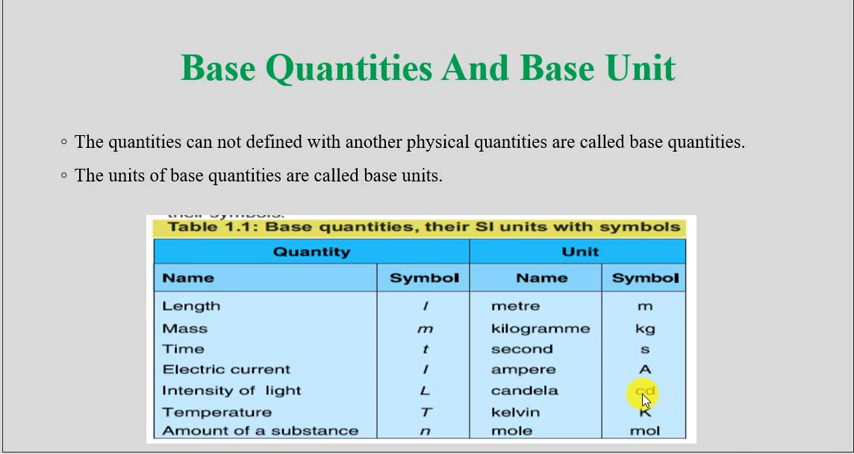 Base Quantities And Base Unit
◦ The quantities can not defined with another physical quantities are called base quantities.
◦ The units of base quantities are called base units.
their symbols.
Table 1.1: Base quantities, their SI units with symbols
Quantity Unit
Name Symbol Name Symbol
Length l metre m
Mass m kilogramme kg
Time t second s
Electric current I ampere A
Intensity of light L candela cd
Temperature T kelvin K
Amount of a substance n mole mol